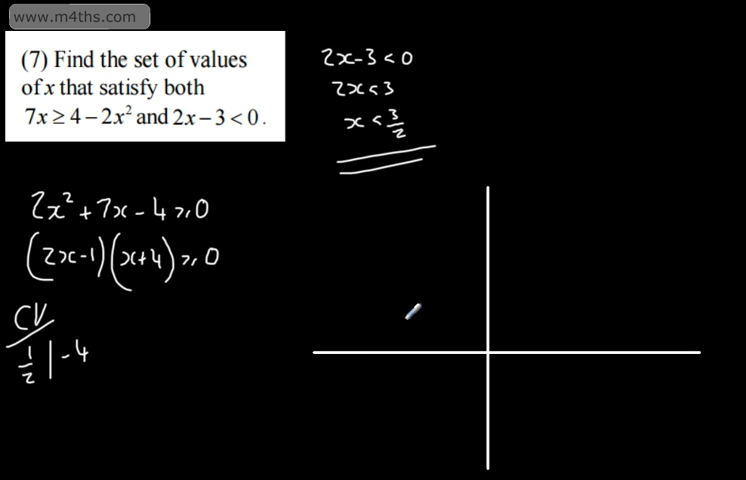 www.m4ths.com
(7) Find the set of values
of x that satisfy both
7x ≥ 4 – 2x² and 2x – 3 < 0.
2x-3<0
2x<3
x < 3/2
2x² + 7x - 4 ≥ 0
(2x-1)(x+4) ≥ 0
CV
1/2 | -4